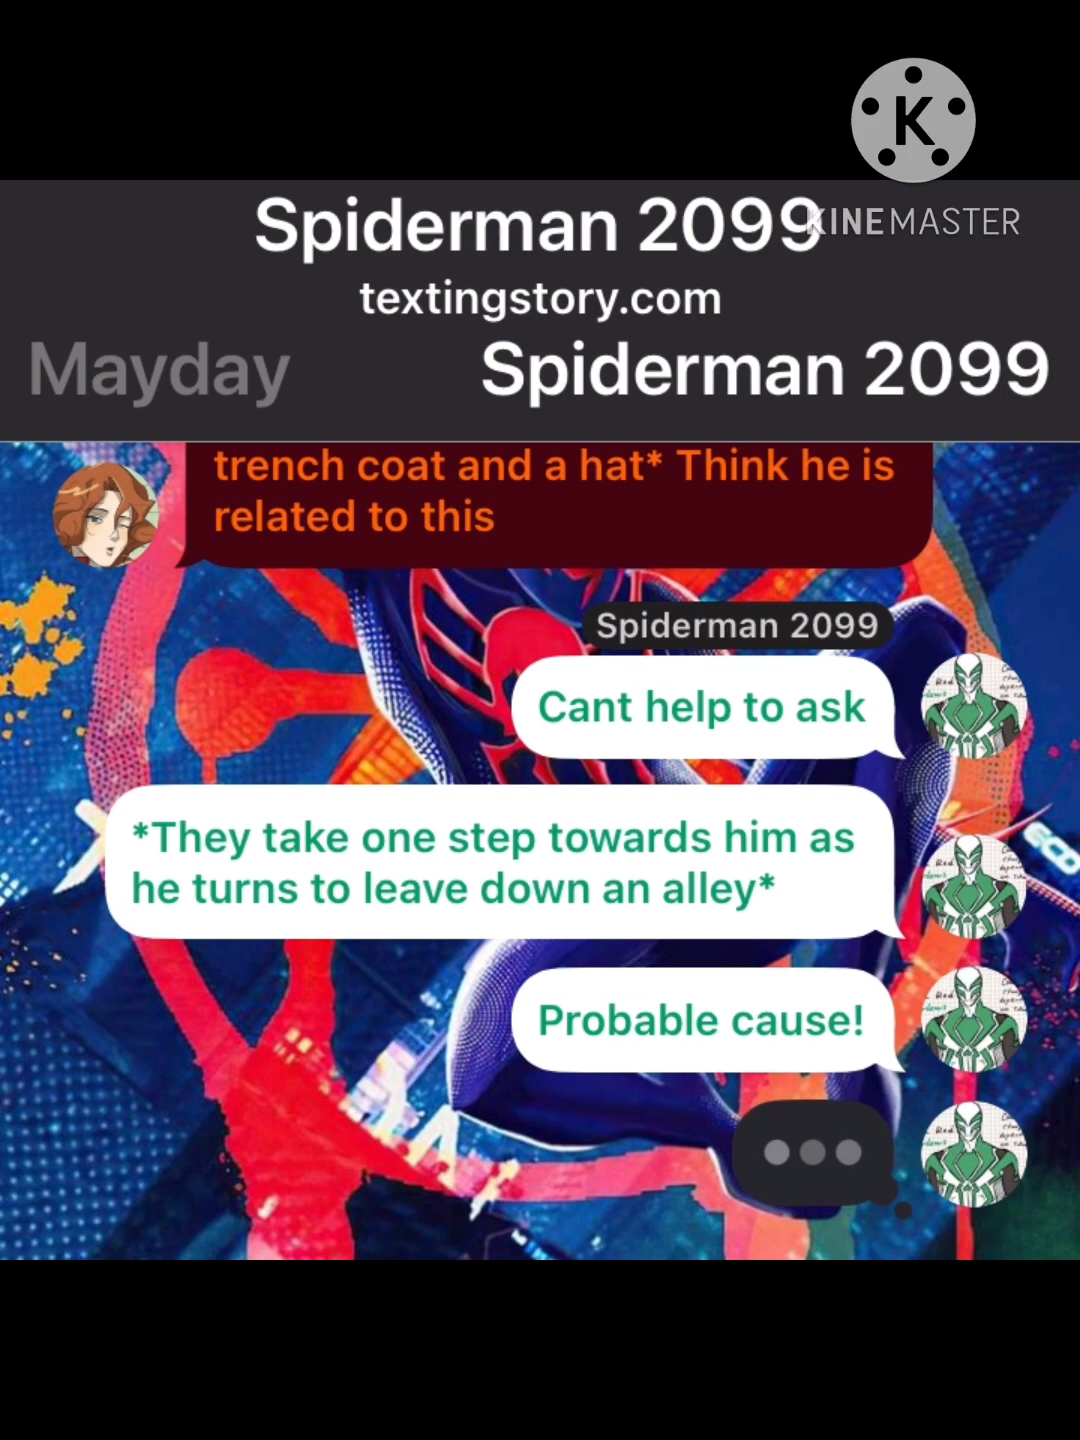 K
KINEMASTER
Spiderman 2099
textingstory.com
Mayday Spiderman 2099
trench coat and a hat* Think he is
related to this
Spiderman 2099
Cant help to ask
*They take one step towards him as
he turns to leave down an alley*
Probable cause!